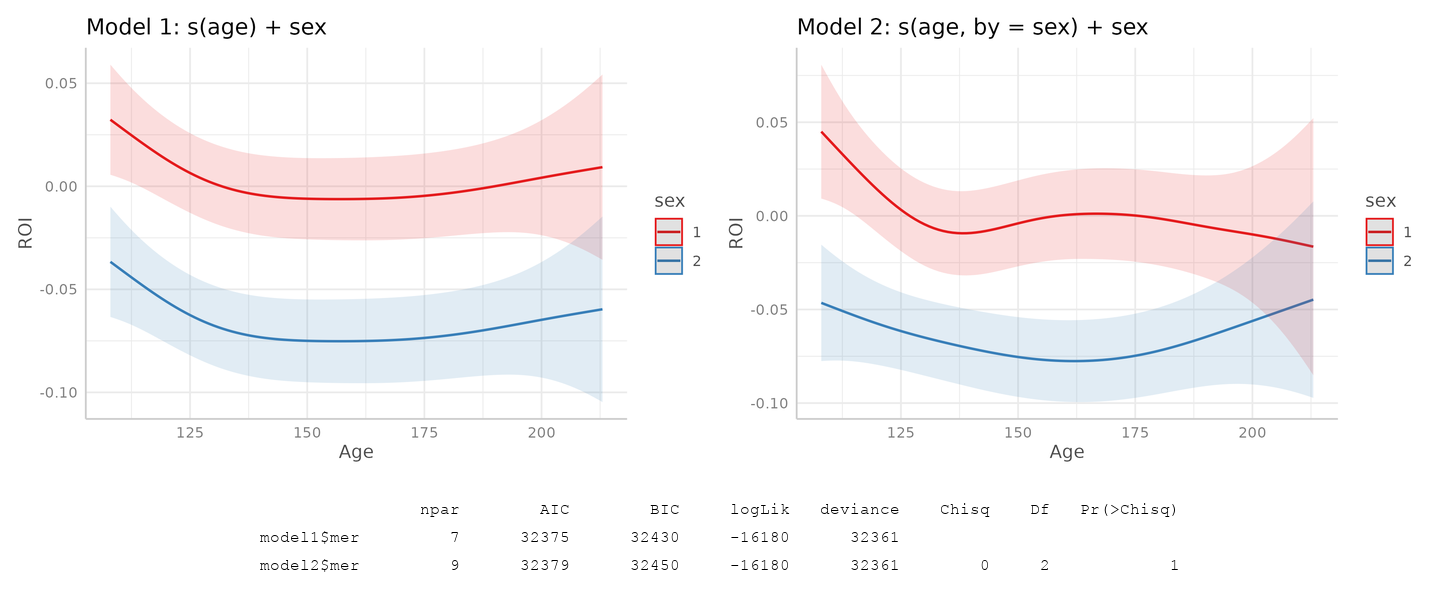 Model 1: s(age) + sex
0.05
0.00
-0.05
-0.10
ROI
125 150 175 200
Age
sex
1
2
Model 2: s(age, by = sex) + sex
0.05
0.00
-0.05
-0.10
ROI
125 150 175 200
Age
sex
1
2
npar AIC BIC logLik deviance Chisq Df Pr(>Chisq)
model1$mer 7 32375 32430 -16180 32361
model2$mer 9 32379 32450 -16180 32361 0 2 1